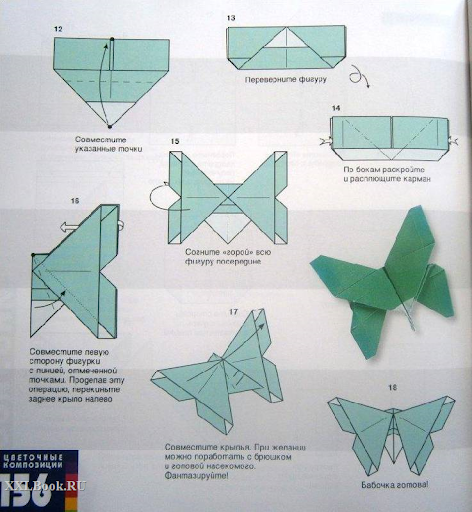 12
Совместите
указанные точки
13
Переверните фигуру
14
По бокам раскройте
и расплющите карман
15
Согните «горой» всю
фигуру посередине
16
Совместите левую
сторону фигурки
с линией, отмеченной
точками. Проделав эту
операцию, перекиньте
заднее крыло налево
17
Совместите крылья. При желании
можно поработать с брюшком
и головой насекомого.
Фантазируйте!
18
Бабочка готова!
ЦВЕТОЧНЫЕ
КОМПОЗИЦИИ
156
XXLBook.RU